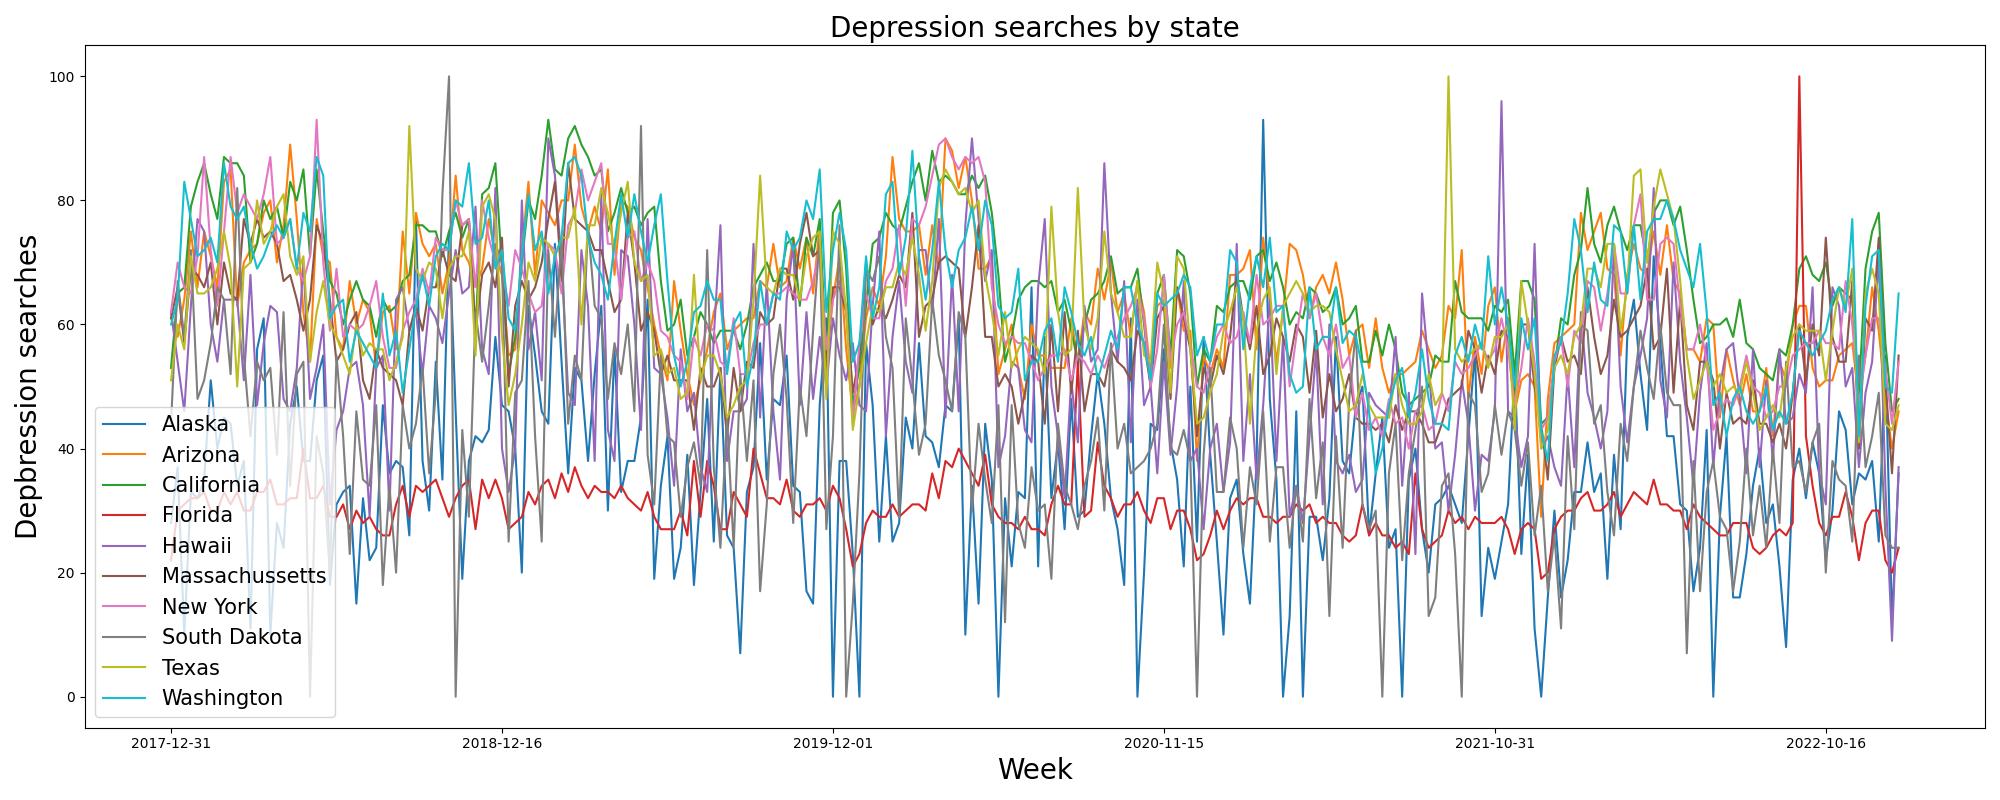 Depression searches by state
100
80
60
40
20
0
Depbression searches
Alaska
Arizona
California
Florida
Hawaii
Massachussetts
New York
South Dakota
Texas
Washington
2017-12-31
2018-12-16
2019-12-01
2020-11-15
2021-10-31
2022-10-16
Week